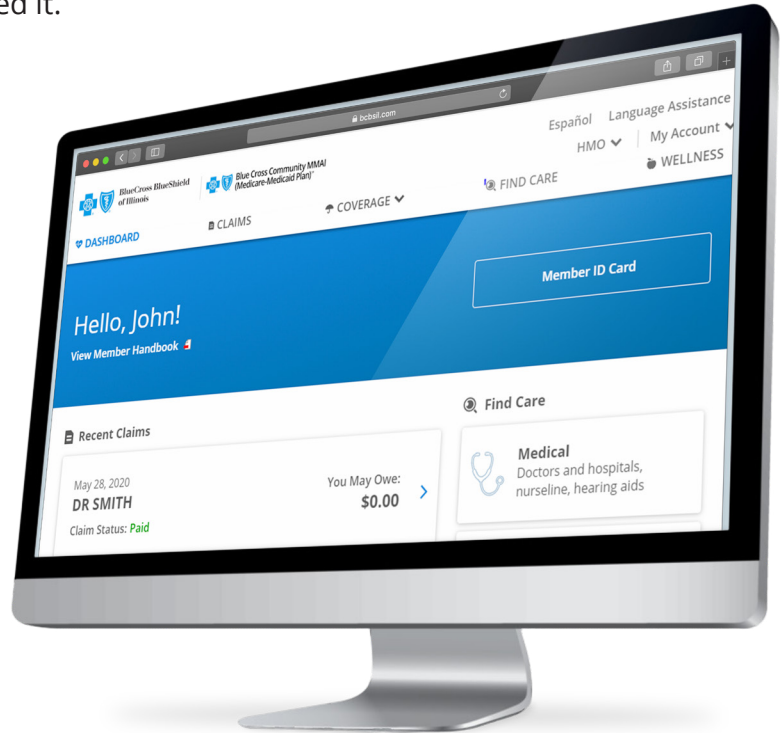 ed it.
bcbsil.com
Español Language Assistance
BlueCross BlueShield
of Illinois
Blue Cross Community MMAI
(Medicare-Medicaid Plan)℠
HMO My Account
DASHBOARD CLAIMS COVERAGE FIND CARE WELLNESS
Hello, John!
View Member Handbook
Member ID Card
Recent Claims
May 28, 2020
DR SMITH
Claim Status: Paid
You May Owe:
$0.00
Find Care
Medical
Doctors and hospitals,
nurseline, hearing aids